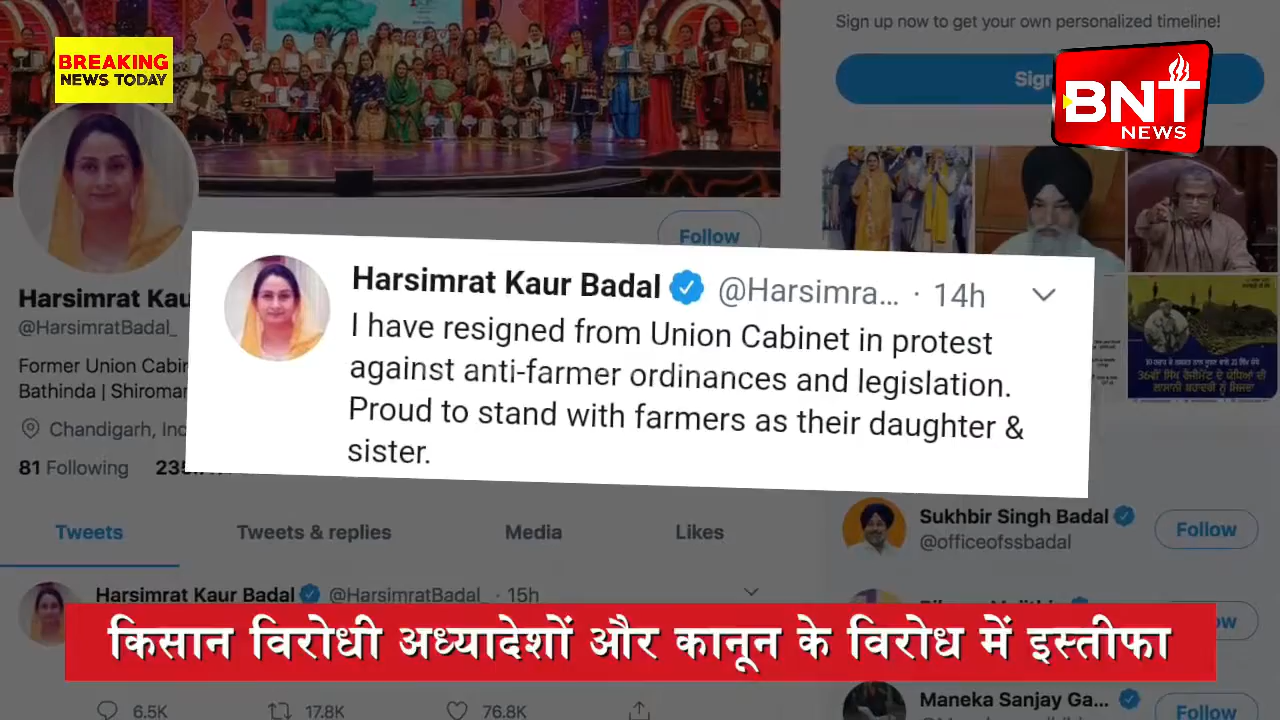 Sign up now to get your own personalized timeline!
BREAKING
NEWS TODAY
BNT
NEWS
Follow
Harsimrat Kaur Badal @Harsimra... · 14h
I have resigned from Union Cabinet in protest
against anti-farmer ordinances and legislation.
Proud to stand with farmers as their daughter &
sister.
Harsimrat Kau
@HarsimratBadal_
Former Union Cabin
Bathinda | Shiromar
Chandigarh, Ind
81 Following
Tweets Tweets & replies Media Likes
Sukhbir Singh Badal Follow
@officeofssbadal
Harsimrat Kaur Badal @HarsimratBadal_ · 15h
किसान विरोधी अध्यादेशों और कानून के विरोध में इस्तीफा
6.5K 17.8K 76.8K
Maneka Sanjay Ga... Follow